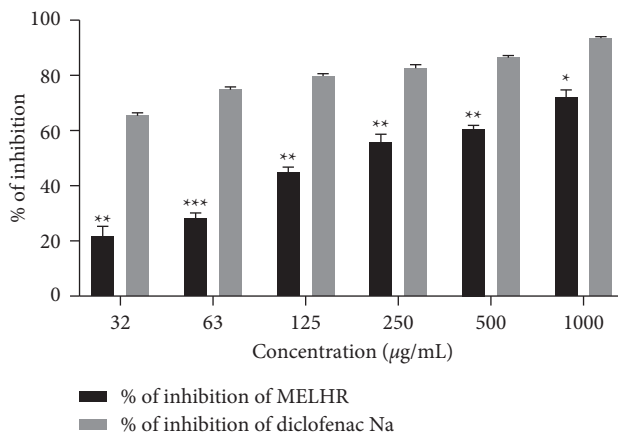 100
80
60
40
20
0
% of inhibition
**
***
**
**
**
*
32 63 125 250 500 1000
Concentration (µg/mL)
% of inhibition of MELHR
% of inhibition of diclofenac Na